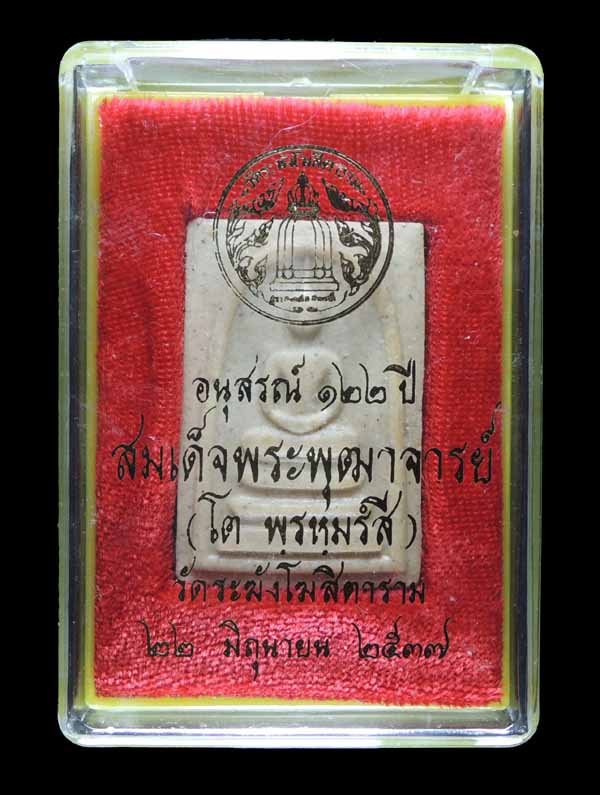 อนุสรณ์ ๑๒๒ ปี
สมเด็จพระพุฒาจารย์
(โต พฺรหฺมรํสี)
วัดระฆังโฆสิตาราม
๒๒ มิถุนายน ๒๕๓๗